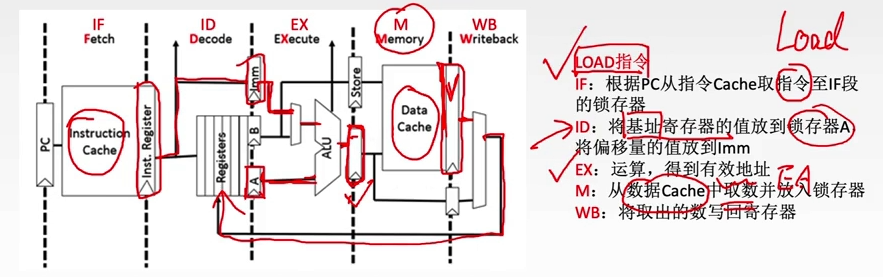 IF
Fetch
ID
Decode
EX
EXecute
M
Memory
WB
Writeback
PC
Instruction
Cache
Inst. Register
Registers
Imm
B
A
ALU
Store
Data
Cache
Load
LOAD指令
IF:根据PC从指令Cache取指令至IF段
的锁存器
ID:将基址寄存器的值放到锁存器A,
将偏移量的值放到Imm
EX:运算,得到有效地址
EA
M:从数据Cache中取数并放入锁存器
WB:将取出的数写回寄存器